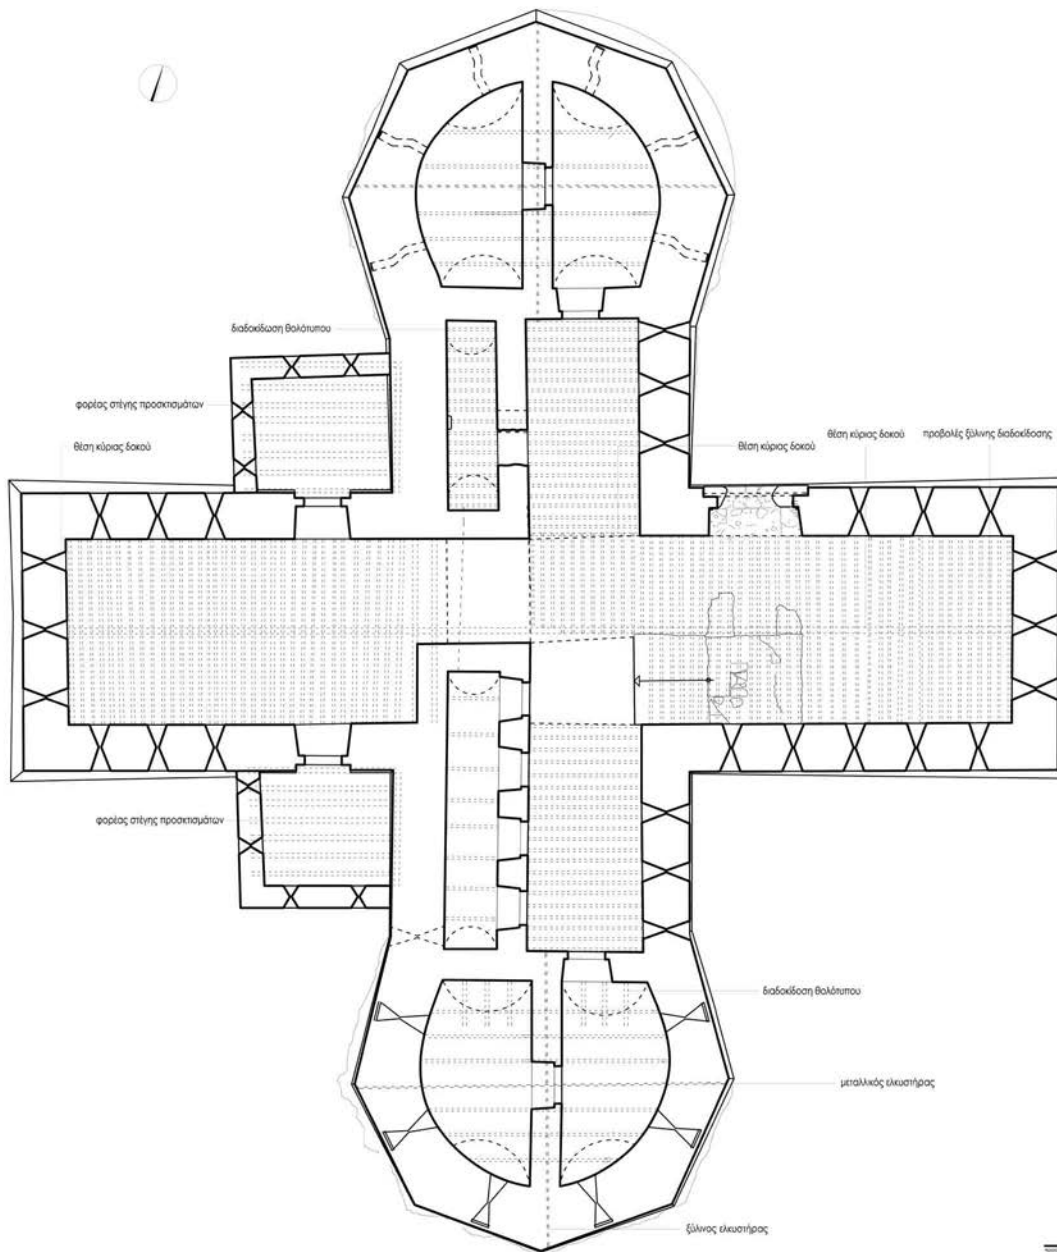 διαδοκίδωση θολότυπου
φορέας στέγης προσκτισμάτων
θέση κύριας δοκού
θέση κύριας δοκού
θέση κύριας δοκού
προβολές ξύλινης διαδοκίδοσης
φορέας στέγης προσκτισμάτων
διαδοκίδοση θολότυπου
μεταλλικός ελκυστήρας
ξύλινος ελκυστήρας